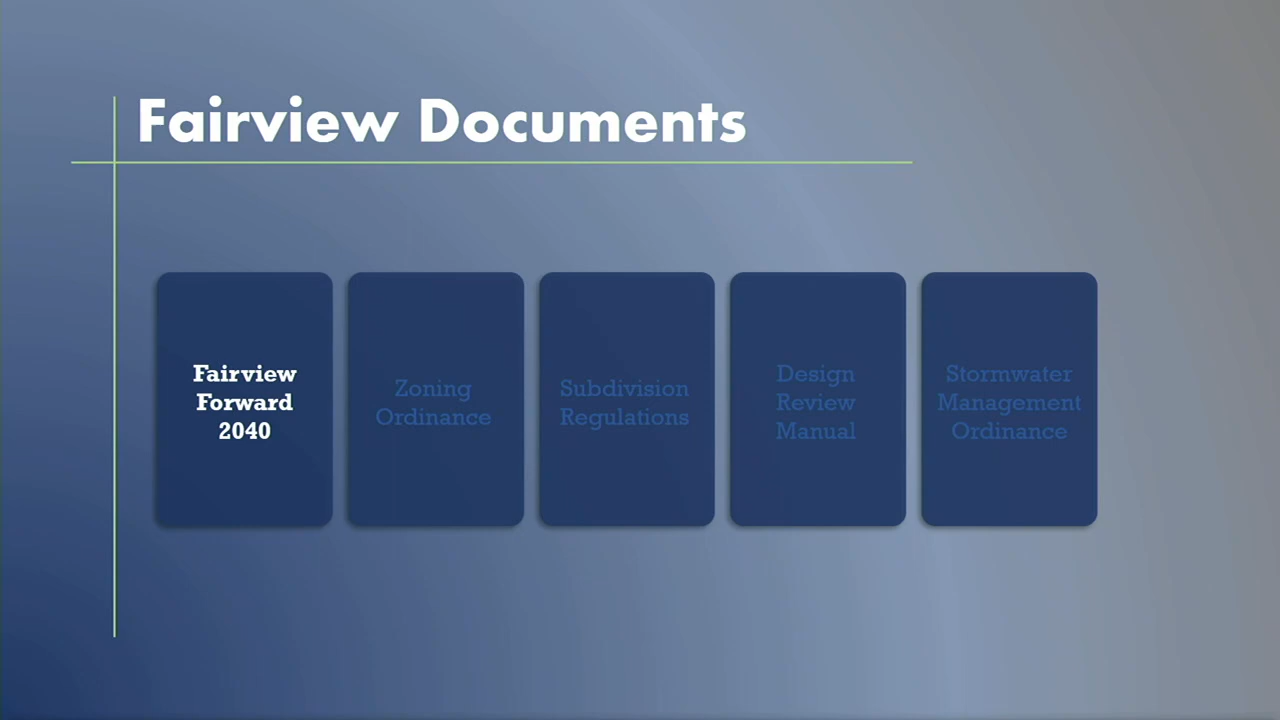 Fairview Documents
Fairview
Forward
2040
Zoning
Ordinance
Subdivision
Regulations
Design
Review
Manual
Stormwater
Management
Ordinance